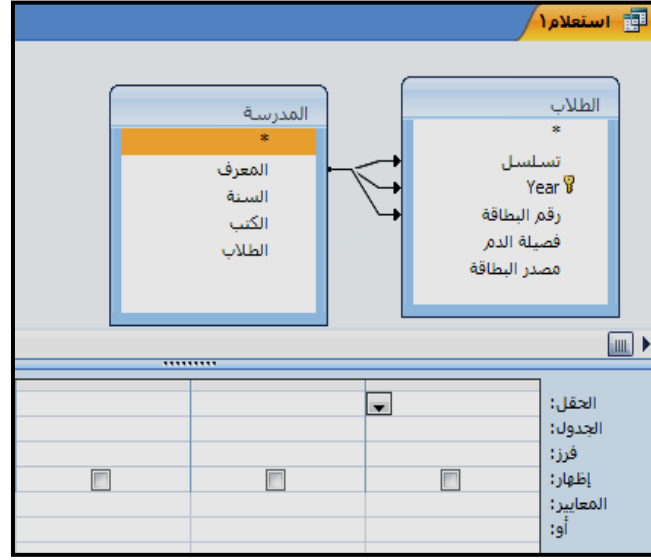 استعلام١
الطلاب
*
تسلسل
Year
رقم البطاقة
فصيلة الدم
مصدر البطاقة
المدرسة
*
المعرف
السنة
الكتب
الطلاب
الحقل:
الجدول:
فرز:
إظهار:
المعايير:
أو: